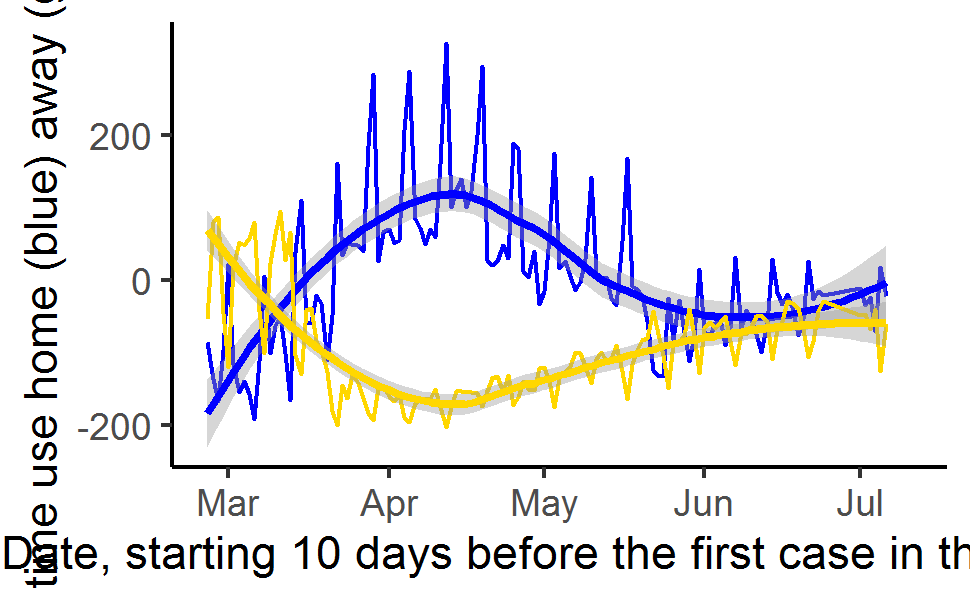 time use home (blue) away (
200
0
-200
Mar Apr May Jun Jul
Date, starting 10 days before the first case in th